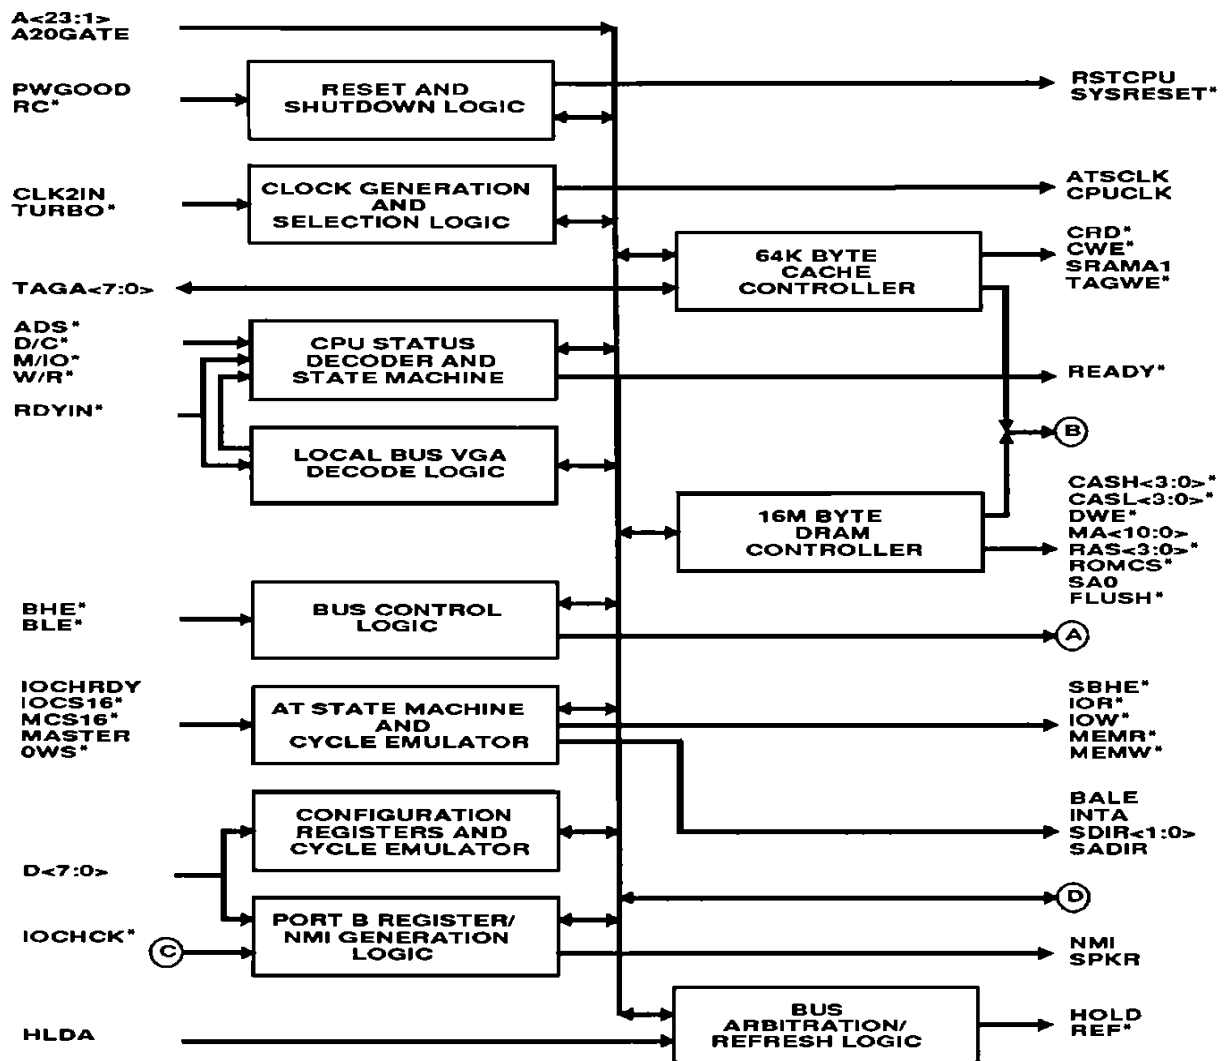 A<23:1>
A20GATE
PWGOOD
RC*
RESET AND
SHUTDOWN LOGIC
RSTCPU
SYSRESET*
CLK2IN
TURBO*
CLOCK GENERATION
AND
SELECTION LOGIC
ATSCLK
CPUCLK
64K BYTE
CACHE
CONTROLLER
CRD*
CWE*
SRAMA1
TAGWE*
TAGA<7:0>
ADS*
D/C*
M/IO*
W/R*
RDYIN*
CPU STATUS
DECODER AND
STATE MACHINE
READY*
LOCAL BUS VGA
DECODE LOGIC
B
16M BYTE
DRAM
CONTROLLER
CASH<3:0>*
CASL<3:0>*
DWE*
MA<10:0>
RAS<3:0>*
ROMCS*
SA0
FLUSH*
BHE*
BLE*
BUS CONTROL
LOGIC
A
IOCHRDY
IOCS16*
MCS16*
MASTER
0WS*
AT STATE MACHINE
AND
CYCLE EMULATOR
SBHE*
IOR*
IOW*
MEMR*
MEMW*
CONFIGURATION
REGISTERS AND
CYCLE EMULATOR
BALE
INTA
SDIR<1:0>
SADIR
D<7:0>
D
IOCHCK*
C
PORT B REGISTER/
NMI GENERATION
LOGIC
NMI
SPKR
HLDA
BUS
ARBITRATION/
REFRESH LOGIC
HOLD
REF*